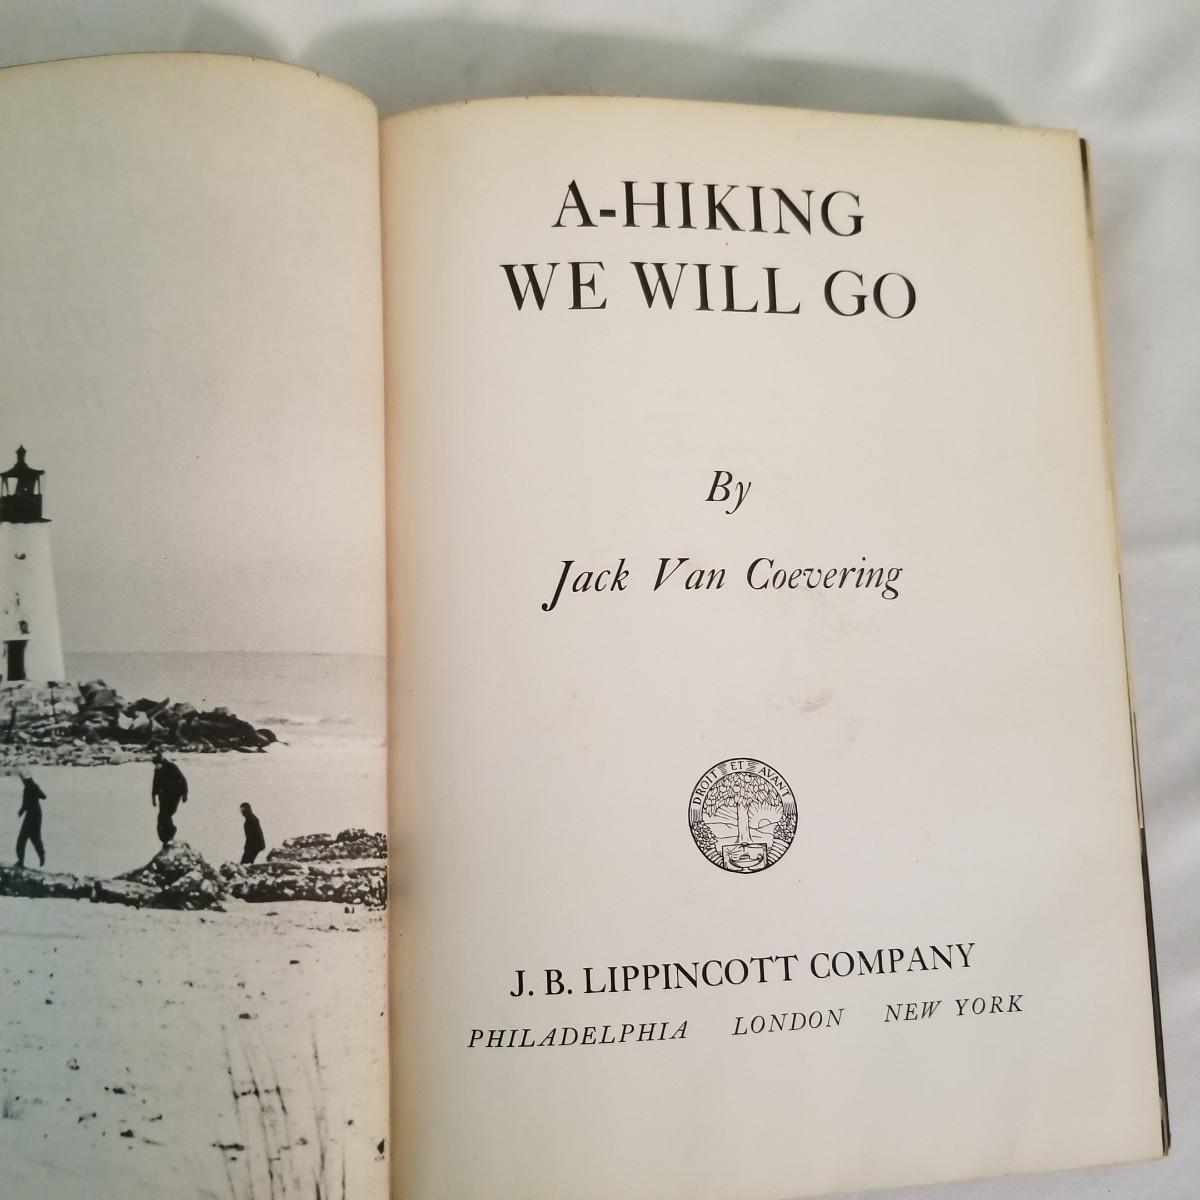 A-HIKING
WE WILL GO
By
Jack Van Coevering
DROIT ET AVANT
J. B. LIPPINCOTT COMPANY
PHILADELPHIA LONDON NEW YORK